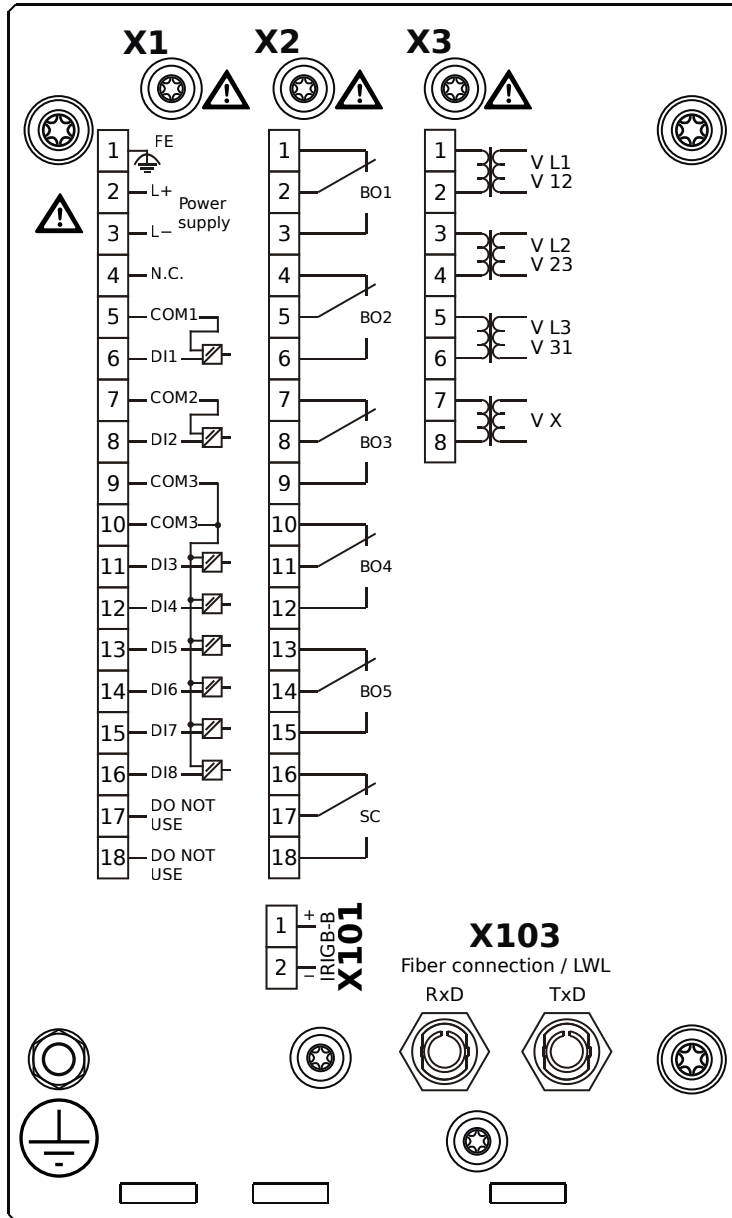 X1
X2
X3
1 FE
2 L+ Power
3 L− supply
4 N.C.
5 COM1
6 DI1
7 COM2
8 DI2
9 COM3
10 COM3
11 DI3
12 DI4
13 DI5
14 DI6
15 DI7
16 DI8
17 DO NOT
USE
18 DO NOT
USE
1
2 BO1
3
4
5 BO2
6
7
8 BO3
9
10
11 BO4
12
13
14 BO5
15
16
17 SC
18
1 V L1
2 V 12
3 V L2
4 V 23
5 V L3
6 V 31
7 V X
8
1 +
2 −
IRIGB-B
X101
X103
Fiber connection / LWL
RxD TxD